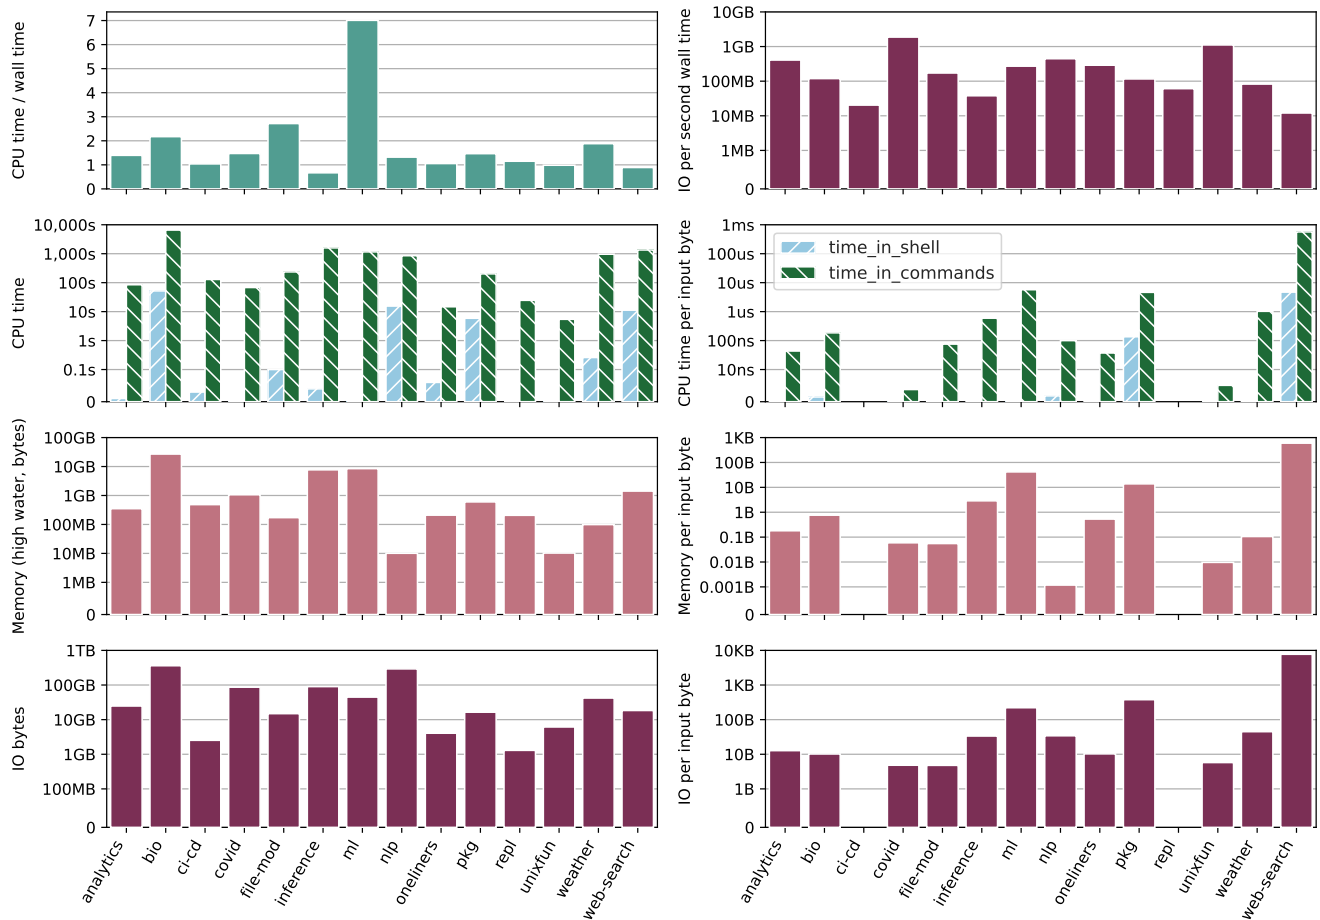 CPU time / wall time
7
6
5
4
3
2
1
0
IO per second wall time
10GB
1GB
100MB
10MB
1MB
0
CPU time
10,000s
1,000s
100s
10s
1s
0.1s
0
CPU time per input byte
1ms
100us
10us
1us
100ns
10ns
0
time_in_shell
time_in_commands
Memory (high water, bytes)
100GB
10GB
1GB
100MB
10MB
1MB
0
Memory per input byte
1KB
100B
10B
1B
0.1B
0.01B
0.001B
0
IO bytes
1TB
100GB
10GB
1GB
100MB
0
analytics
bio
ci-cd
covid
file-mod
inference
ml
nlp
oneliners
pkg
repl
unixfun
weather
web-search
IO per input byte
10KB
1KB
100B
10B
1B
0
analytics
bio
ci-cd
covid
file-mod
inference
ml
nlp
oneliners
pkg
repl
unixfun
weather
web-search